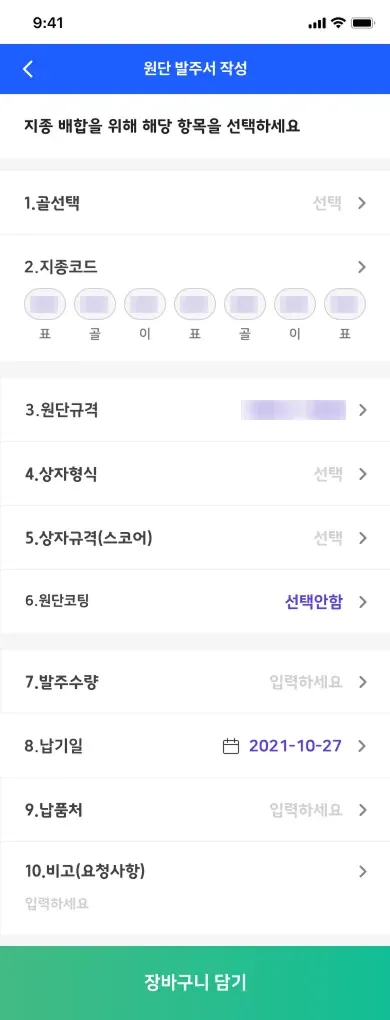 9:41
원단 발주서 작성
지종 배합을 위해 해당 항목을 선택하세요
1.골선택 선택
2.지종코드
표 골 이 표 골 이 표
3.원단규격
4.상자형식 선택
5.상자규격(스코어) 선택
6.원단코팅 선택안함
7.발주수량 입력하세요
8.납기일 2021-10-27
9.납품처 입력하세요
10.비고(요청사항)
입력하세요
장바구니 담기